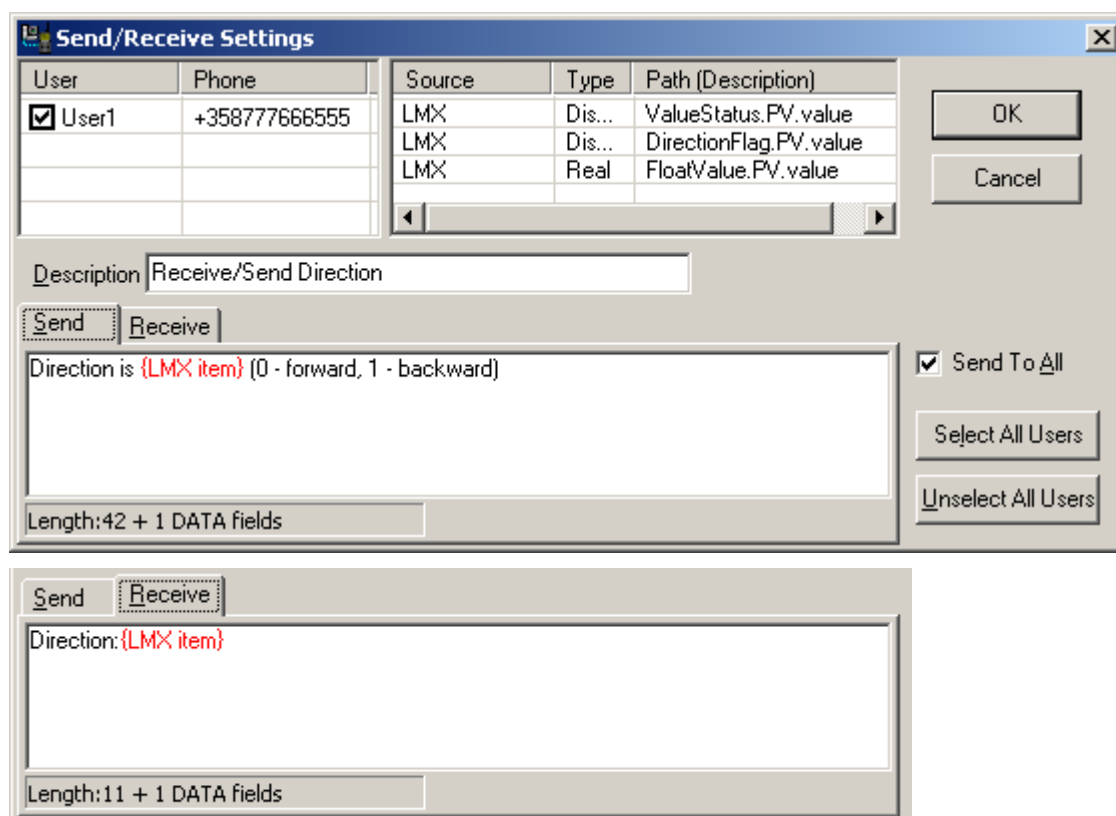 Send/Receive Settings
User Phone Source Type Path (Description)
User1 +358777666555 LMX Dis... ValueStatus.PV.value
LMX Dis... DirectionFlag.PV.value
LMX Real FloatValue.PV.value
OK
Cancel
Description Receive/Send Direction
Send Receive
Direction is {LMX item} (0 - forward, 1 - backward)
Send To All
Select All Users
Unselect All Users
Length:42 + 1 DATA fields
Send Receive
Direction:{LMX item}
Length:11 + 1 DATA fields